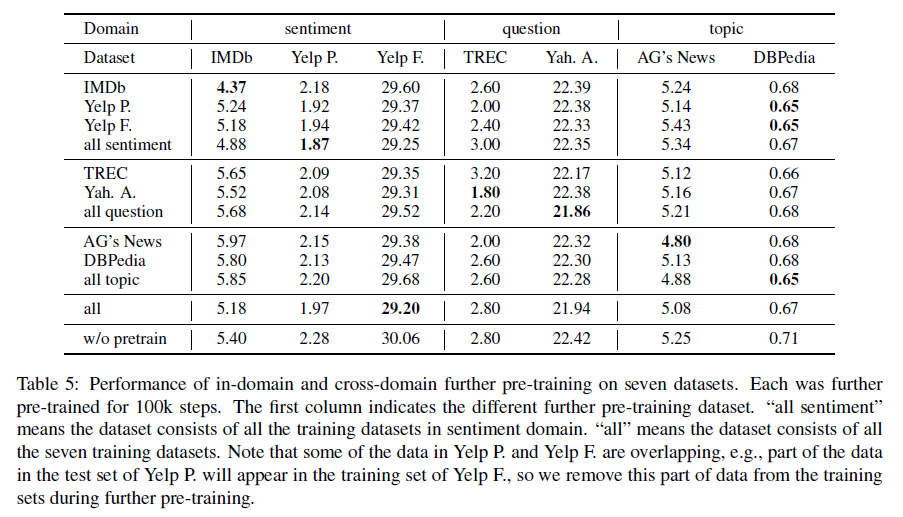 Domain sentiment question topic
Dataset IMDb Yelp P. Yelp F. TREC Yah. A. AG's News DBPedia
IMDb 4.37 2.18 29.60 2.60 22.39 5.24 0.68
Yelp P. 5.24 1.92 29.37 2.00 22.38 5.14 0.65
Yelp F. 5.18 1.94 29.42 2.40 22.33 5.43 0.65
all sentiment 4.88 1.87 29.25 3.00 22.35 5.34 0.67
TREC 5.65 2.09 29.35 3.20 22.17 5.12 0.66
Yah. A. 5.52 2.08 29.31 1.80 22.38 5.16 0.67
all question 5.68 2.14 29.52 2.20 21.86 5.21 0.68
AG's News 5.97 2.15 29.38 2.00 22.32 4.80 0.68
DBPedia 5.80 2.13 29.47 2.60 22.30 5.13 0.68
all topic 5.85 2.20 29.68 2.60 22.28 4.88 0.65
all 5.18 1.97 29.20 2.80 21.94 5.08 0.67
w/o pretrain 5.40 2.28 30.06 2.80 22.42 5.25 0.71
Table 5: Performance of in-domain and cross-domain further pre-training on seven datasets. Each was further
pre-trained for 100k steps. The first column indicates the different further pre-training dataset. “all sentiment”
means the dataset consists of all the training datasets in sentiment domain. “all” means the dataset consists of all
the seven training datasets. Note that some of the data in Yelp P. and Yelp F. are overlapping, e.g., part of the data
in the test set of Yelp P. will appear in the training set of Yelp F., so we remove this part of data from the training
sets during further pre-training.